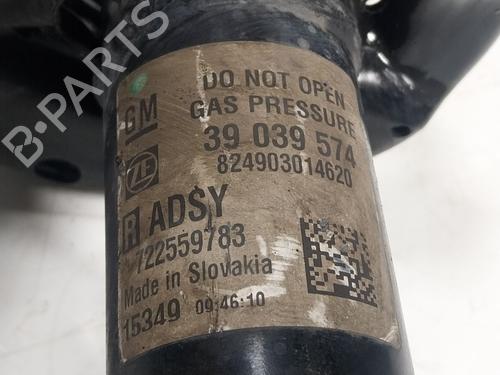 B-PARTS
DO NOT OPEN
GAS PRESSURE
GM
39 039 574
ZF
824903014620
R ADSY
722559783
Made in Slovakia
15349 09:46:10